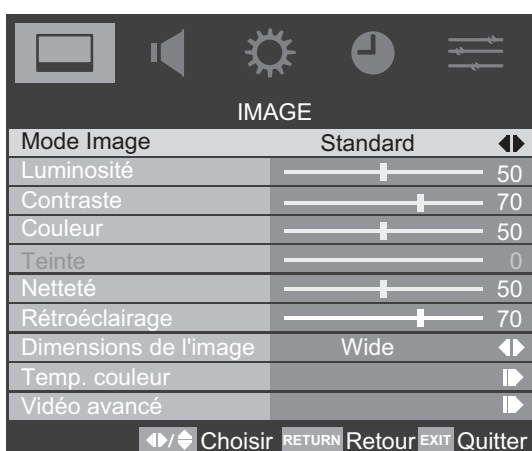 IMAGE
Mode Image Standard
Luminosité 50
Contraste 70
Couleur 50
Teinte 0
Netteté 50
Rétroéclairage 70
Dimensions de l'image Wide
Temp. couleur
Vidéo avancé
/ Choisir RETURN Retour EXIT Quitter